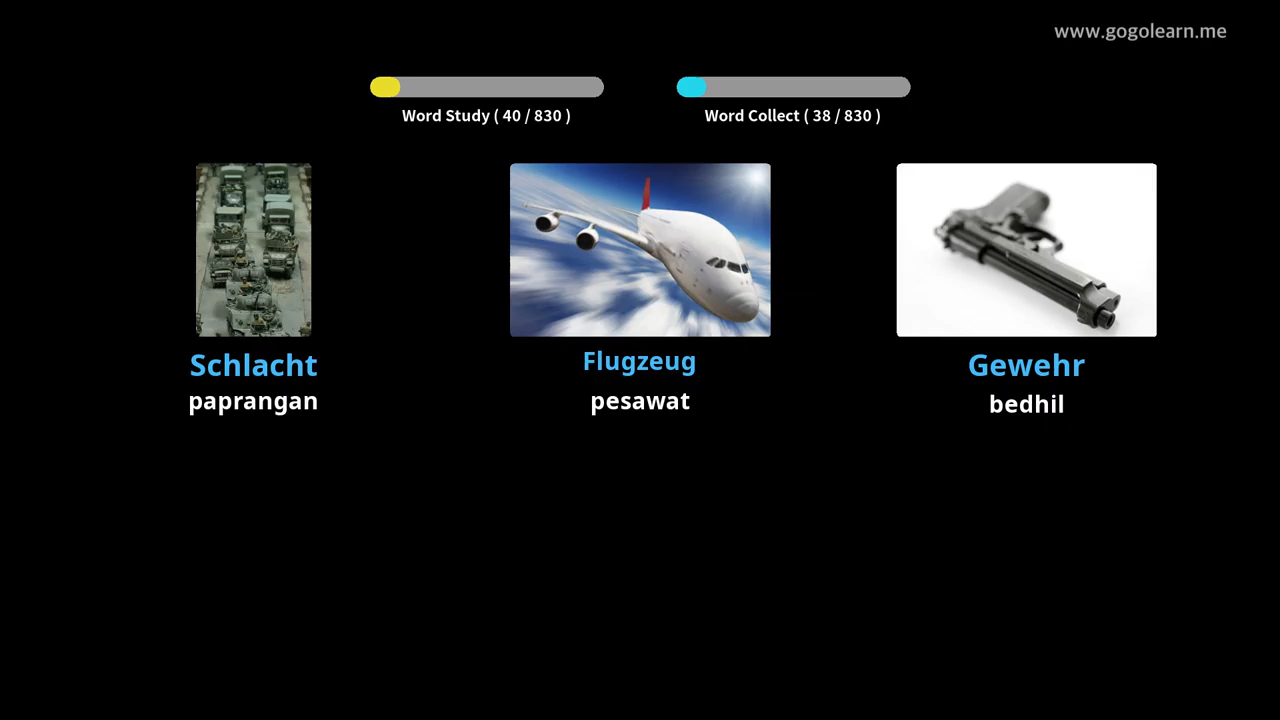 www.gogolearn.me
Word Study ( 40 / 830 )
Word Collect ( 38 / 830 )
Schlacht
paprangan
Flugzeug
pesawat
Gewehr
bedhil